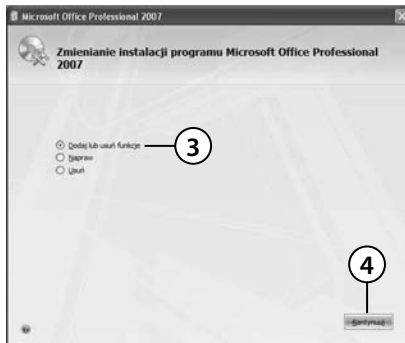 Microsoft Office Professional 2007
Zmienianie instalacji programu Microsoft Office Professional
2007
Dodaj lub usuń funkcje
3
Napraw
Usuń
4
Kontynuuj